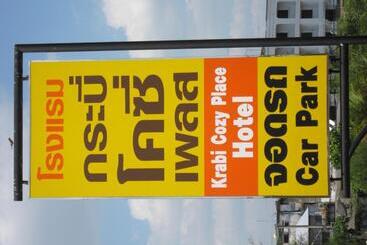 โรงแรม
กระบี่
โคซี่
เพลส
Krabi Cozy Place
Hotel
จอดรถ
Car Park